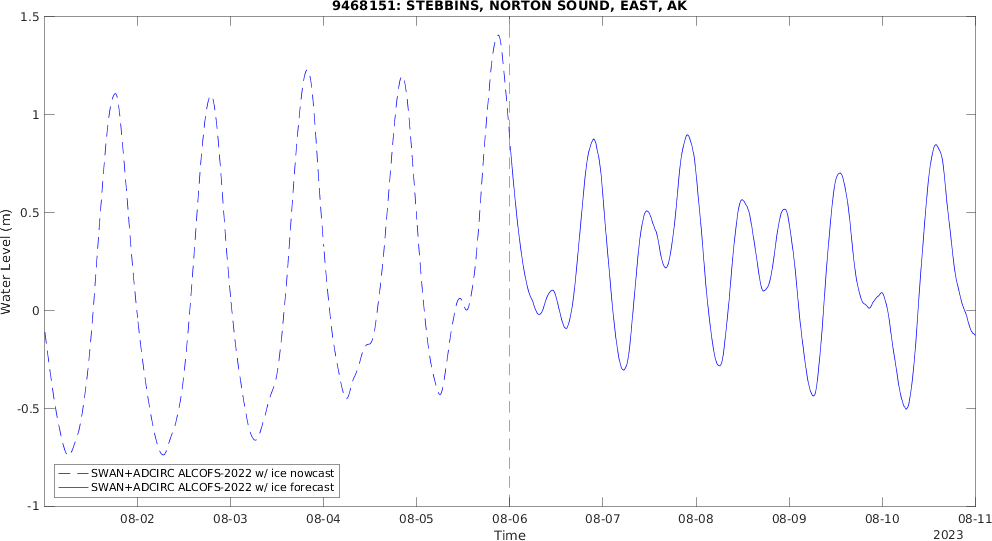 9468151: STEBBINS, NORTON SOUND, EAST, AK
1.5
1
0.5
0
-0.5
-1
Water Level (m)
SWAN+ADCIRC ALCOFS-2022 w/ ice nowcast
SWAN+ADCIRC ALCOFS-2022 w/ ice forecast
08-02 08-03 08-04 08-05 08-06 08-07 08-08 08-09 08-10 08-11
Time
2023